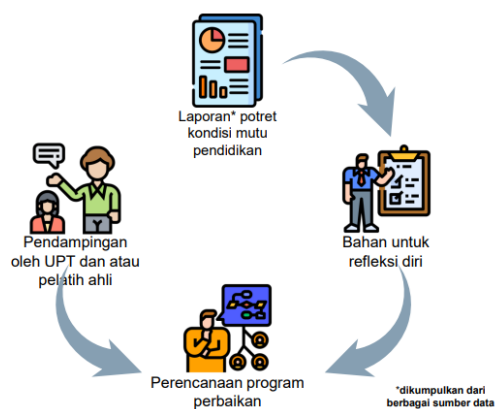 Laporan* potret
kondisi mutu
pendidikan
Pendampingan
oleh UPT dan atau
pelatih ahli
Bahan untuk
refleksi diri
Perencanaan program
perbaikan
*dikumpulkan dari
berbagai sumber data